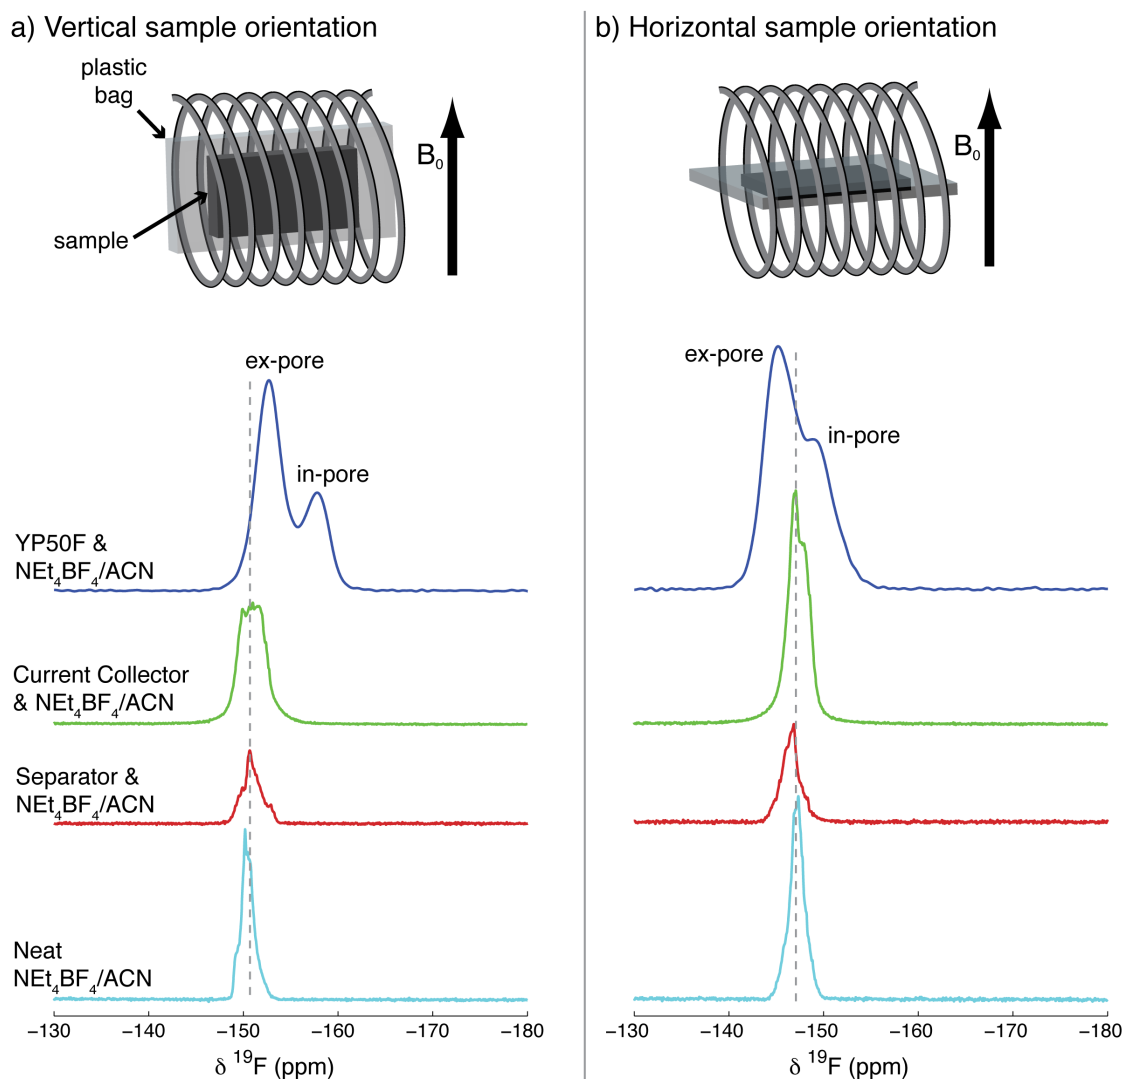 a) Vertical sample orientation
plastic
bag
sample
B₀
ex-pore
in-pore
YP50F &
NEt₄BF₄/ACN
Current Collector
& NEt₄BF₄/ACN
Separator &
NEt₄BF₄/ACN
Neat
NEt₄BF₄/ACN
−130 −140 −150 −160 −170 −180
δ ¹⁹F (ppm)
b) Horizontal sample orientation
B₀
ex-pore
in-pore
−130 −140 −150 −160 −170 −180
δ ¹⁹F (ppm)